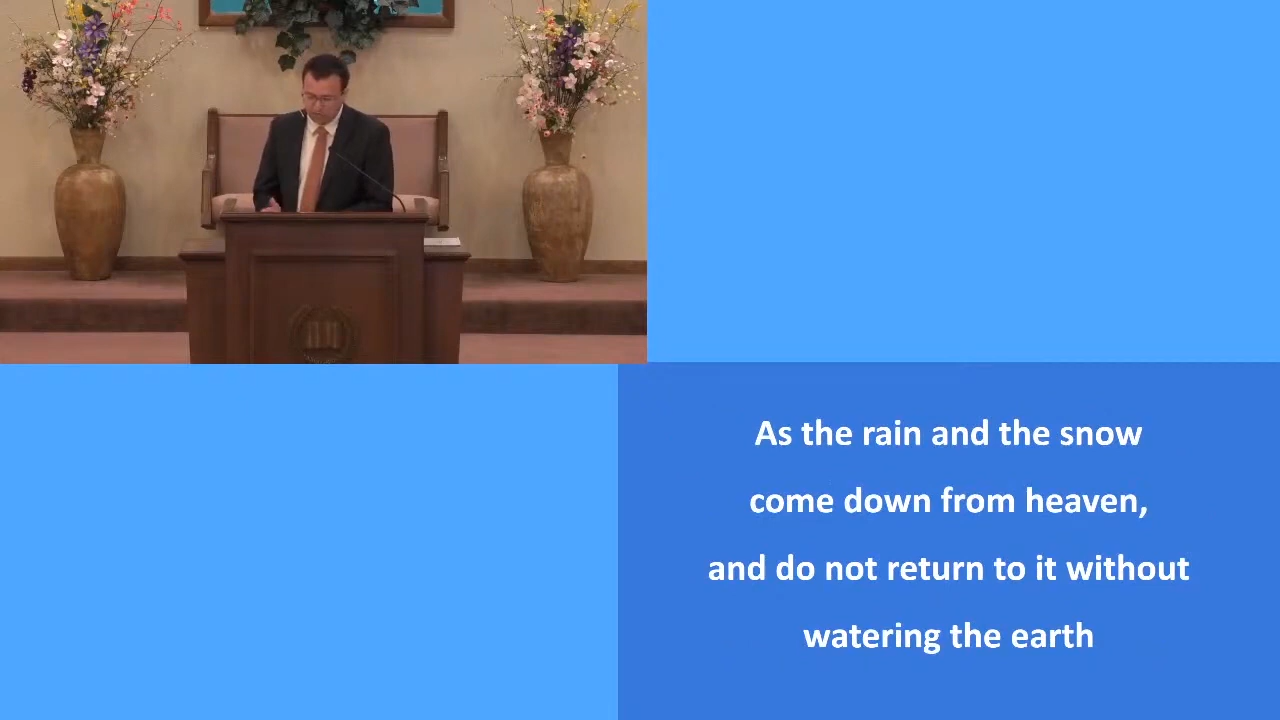 As the rain and the snow
come down from heaven,
and do not return to it without
watering the earth